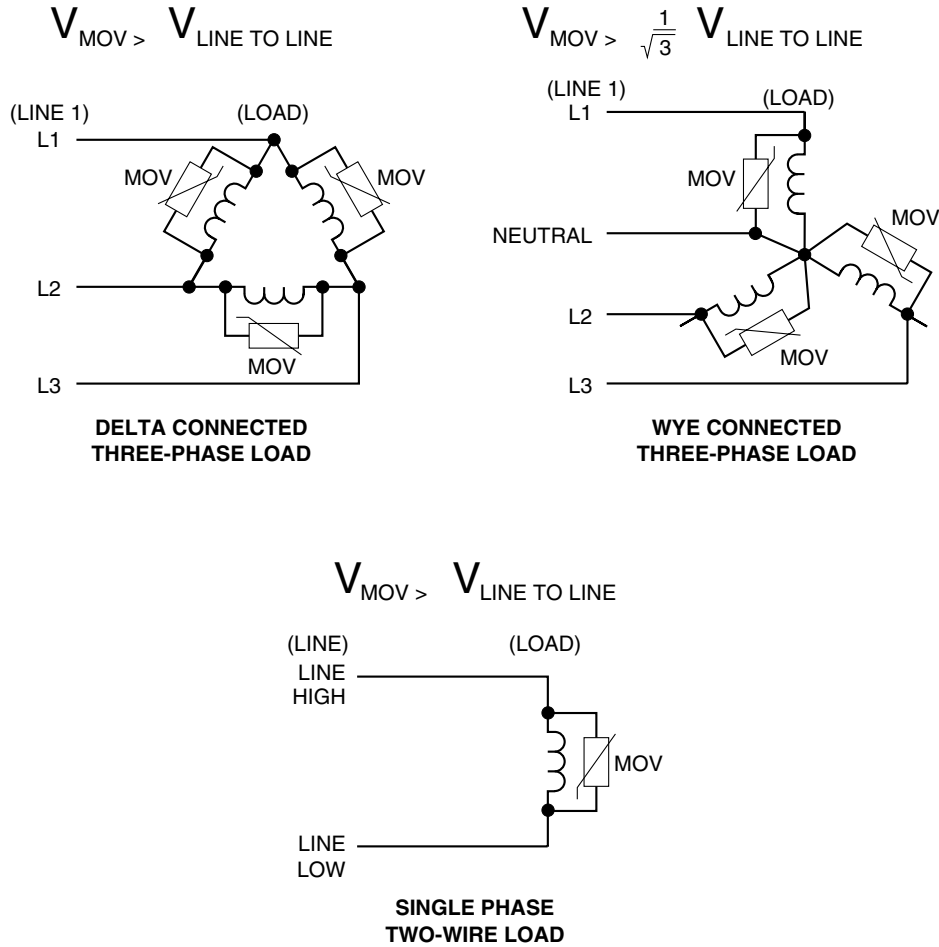 V MOV > V LINE TO LINE
(LINE 1)
L1
(LOAD)
MOV
MOV
L2
MOV
L3
DELTA CONNECTED
THREE-PHASE LOAD
V MOV > 1/√3 V LINE TO LINE
(LINE 1)
L1
(LOAD)
MOV
MOV
NEUTRAL
L2
MOV
L3
WYE CONNECTED
THREE-PHASE LOAD
V MOV > V LINE TO LINE
(LINE)
LINE
HIGH
(LOAD)
MOV
LINE
LOW
SINGLE PHASE
TWO-WIRE LOAD